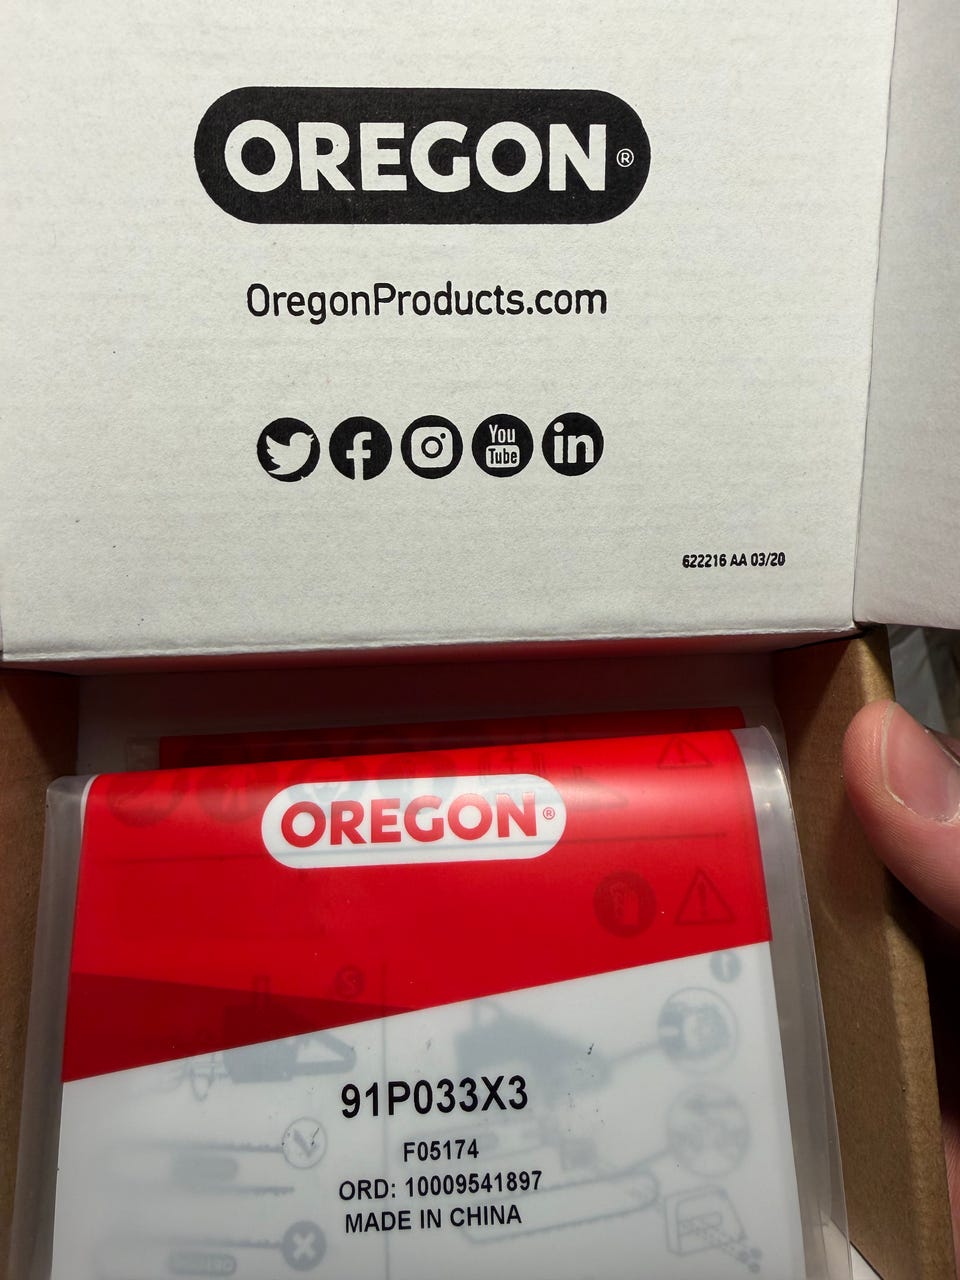 OREGON®
OregonProducts.com
You
Tube
in
622216 AA 03/20
OREGON®
91P033X3
F05174
ORD: 10009541897
MADE IN CHINA